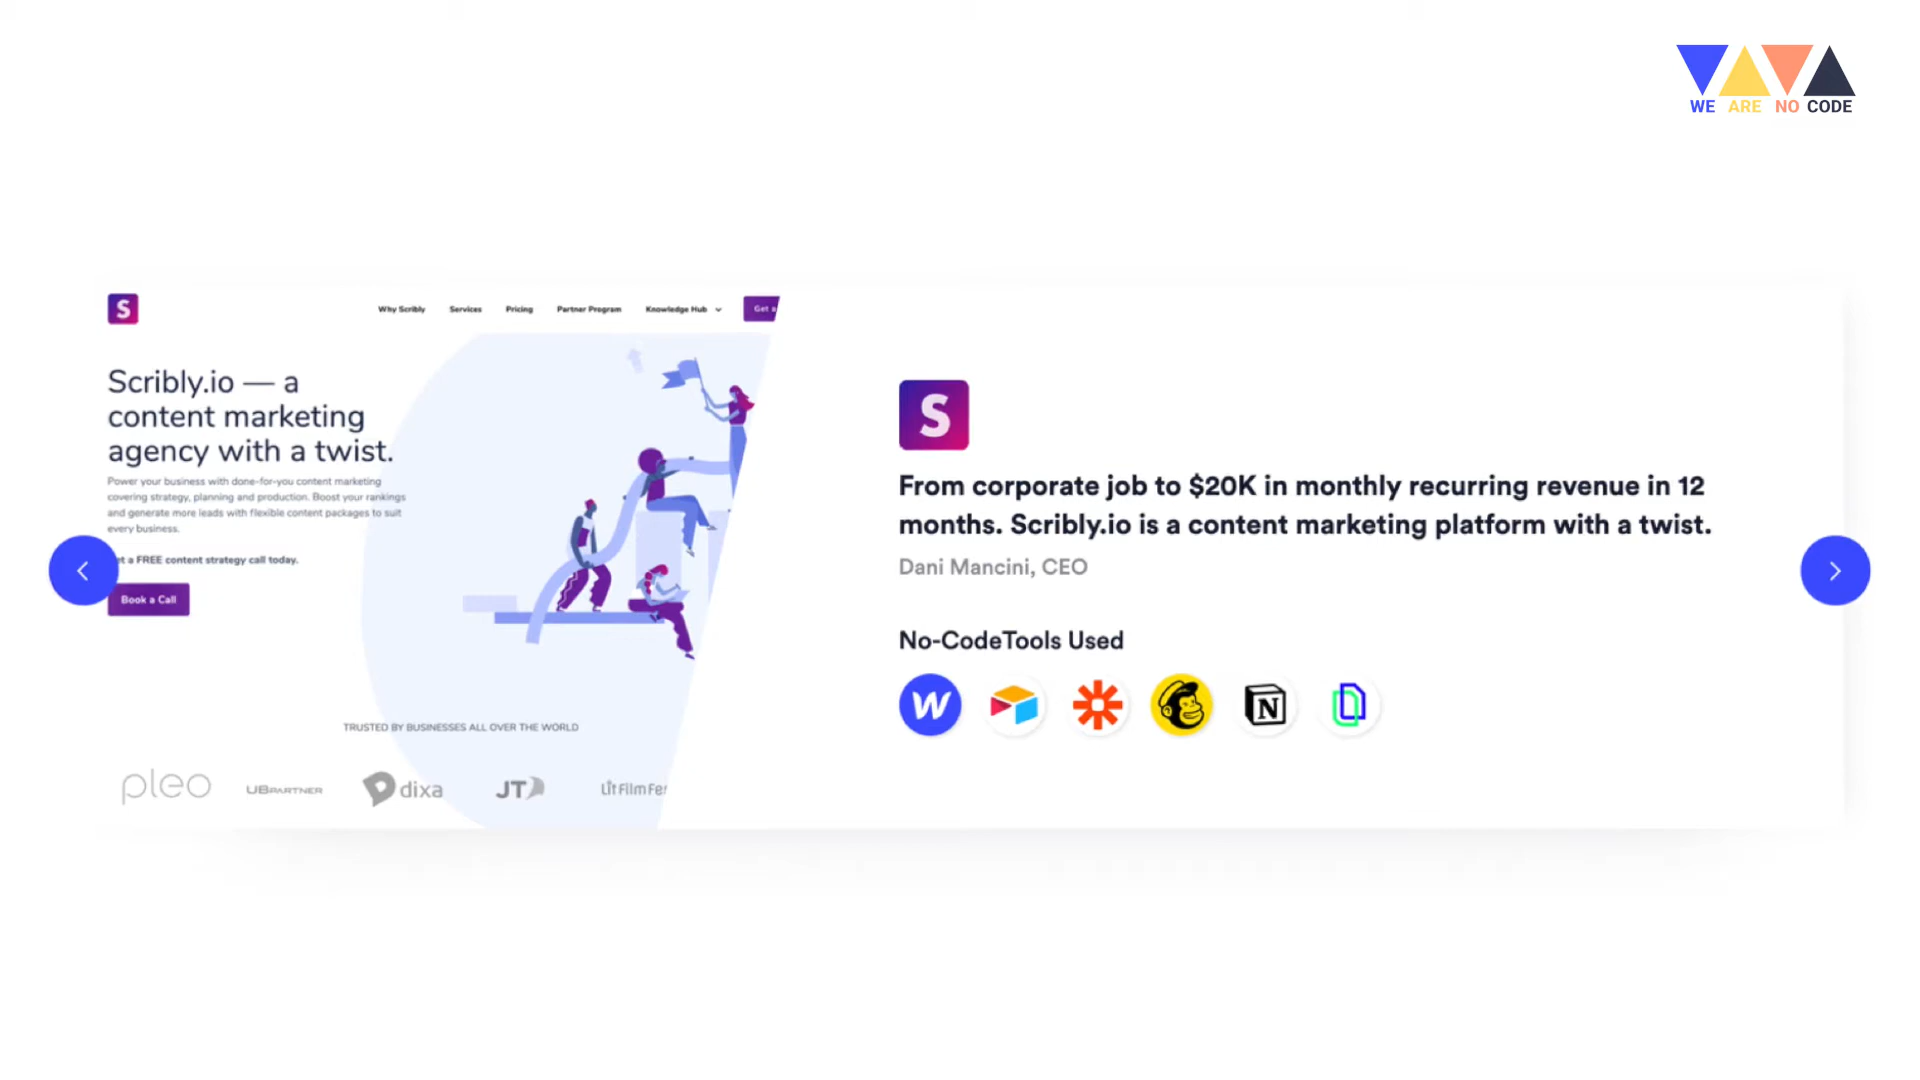 WE ARE NO CODE
S
Why Scribly Services Pricing Partner Program Knowledge Hub Get a
Scribly.io — a
content marketing
agency with a twist.
Power your business with done-for-you content marketing
covering strategy, planning and production. Boost your rankings
and generate more leads with flexible content packages to suit
every business.
et a FREE content strategy call today.
Book a Call
TRUSTED BY BUSINESSES ALL OVER THE WORLD
pleo UBPARTNER dixa JT LitFilmFes
S
From corporate job to $20K in monthly recurring revenue in 12
months. Scribly.io is a content marketing platform with a twist.
Dani Mancini, CEO
No-CodeTools Used
W N